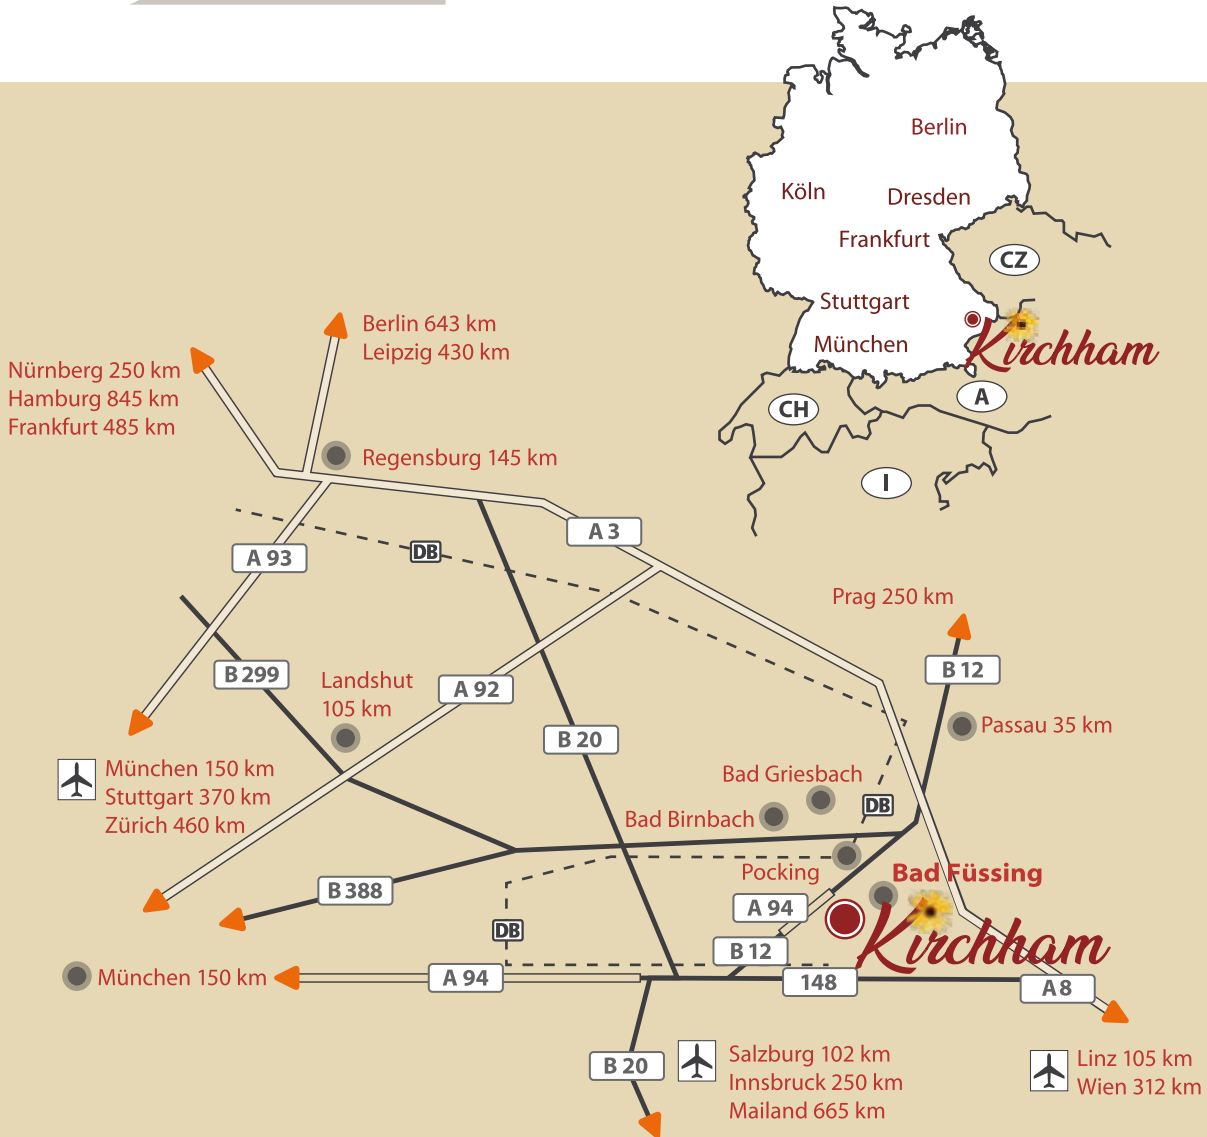 Berlin
Köln
Dresden
Frankfurt
CZ
Stuttgart
München
Kirchham
CH
A
I
Berlin 643 km
Leipzig 430 km
Nürnberg 250 km
Hamburg 845 km
Frankfurt 485 km
Regensburg 145 km
A 3
DB
A 93
Prag 250 km
B 12
B 299
Landshut
105 km
A 92
Passau 35 km
B 20
München 150 km
Stuttgart 370 km
Zürich 460 km
Bad Griesbach
DB
Bad Birnbach
Pocking
Bad Füssing
B 388
A 94
DB
Kirchham
B 12
München 150 km
A 94
148
A 8
B 20
Salzburg 102 km
Innsbruck 250 km
Mailand 665 km
Linz 105 km
Wien 312 km